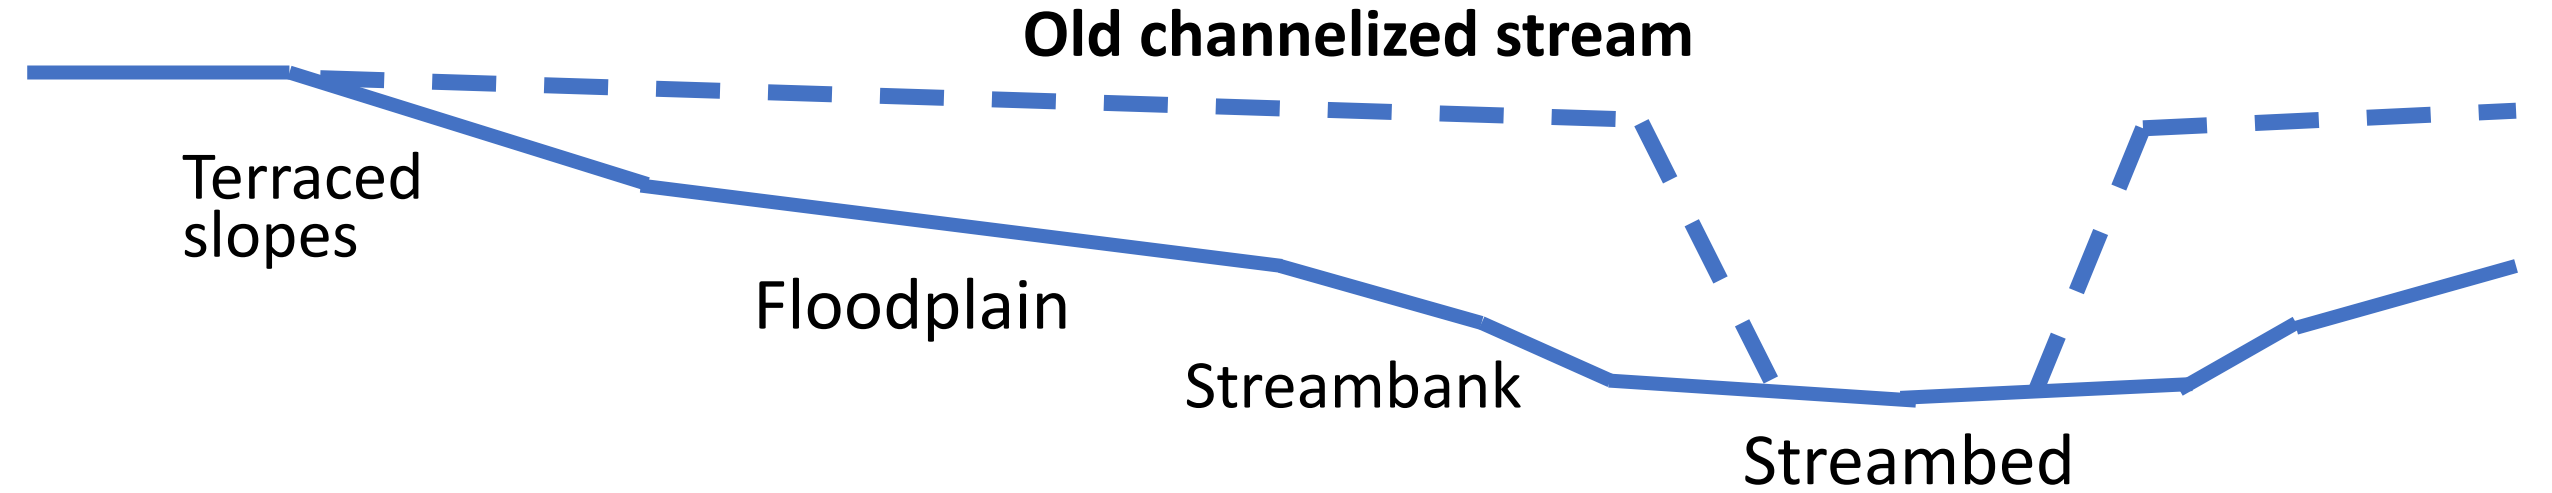 Old channelized stream
Terraced
slopes
Floodplain
Streambank
Streambed